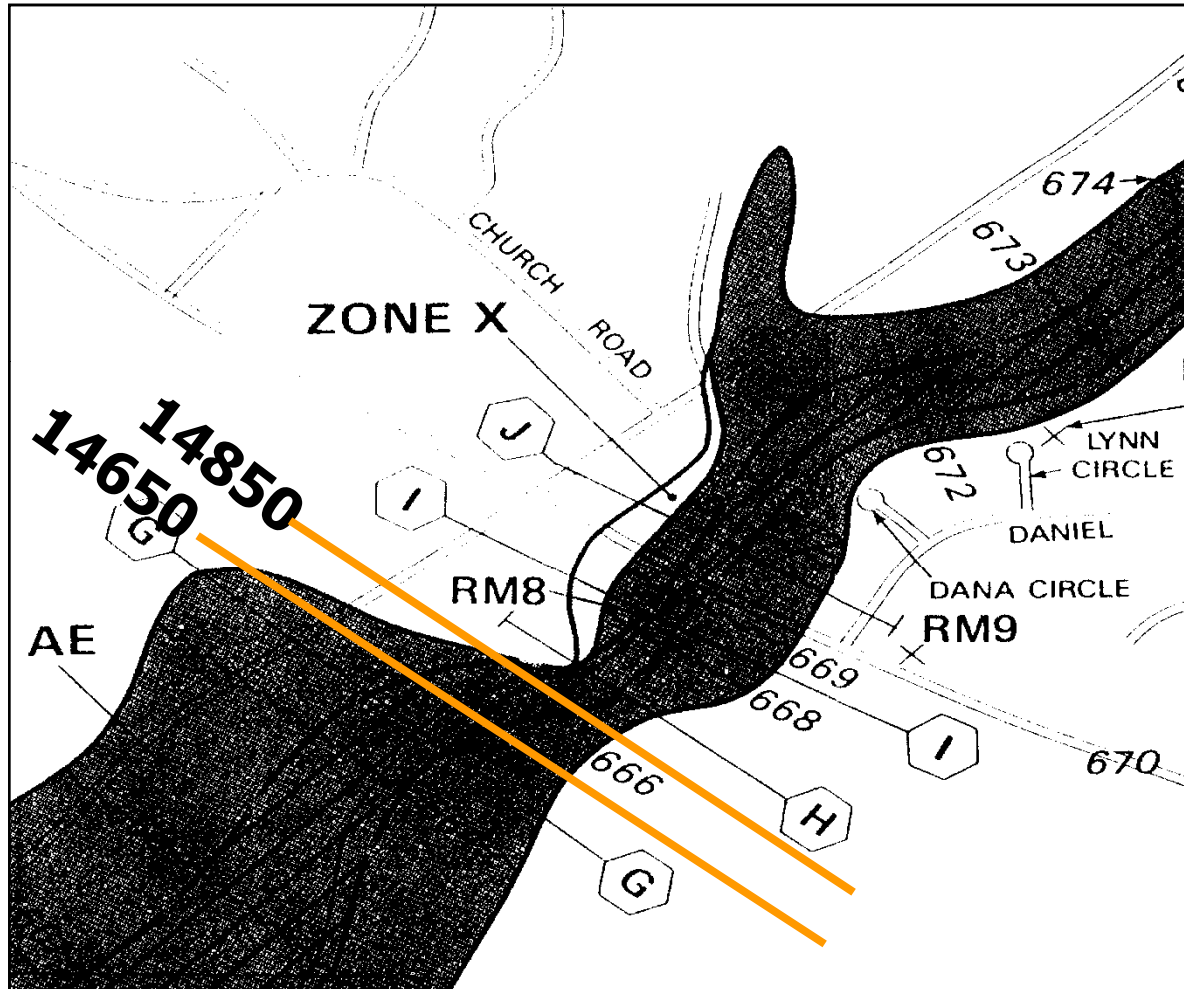 674
673
CHURCH
ROAD
ZONE X
14850
14650
J
I
G
672
LYNN
CIRCLE
DANIEL
DANA CIRCLE
RM8
RM9
AE
669
668
666
I
670
H
G